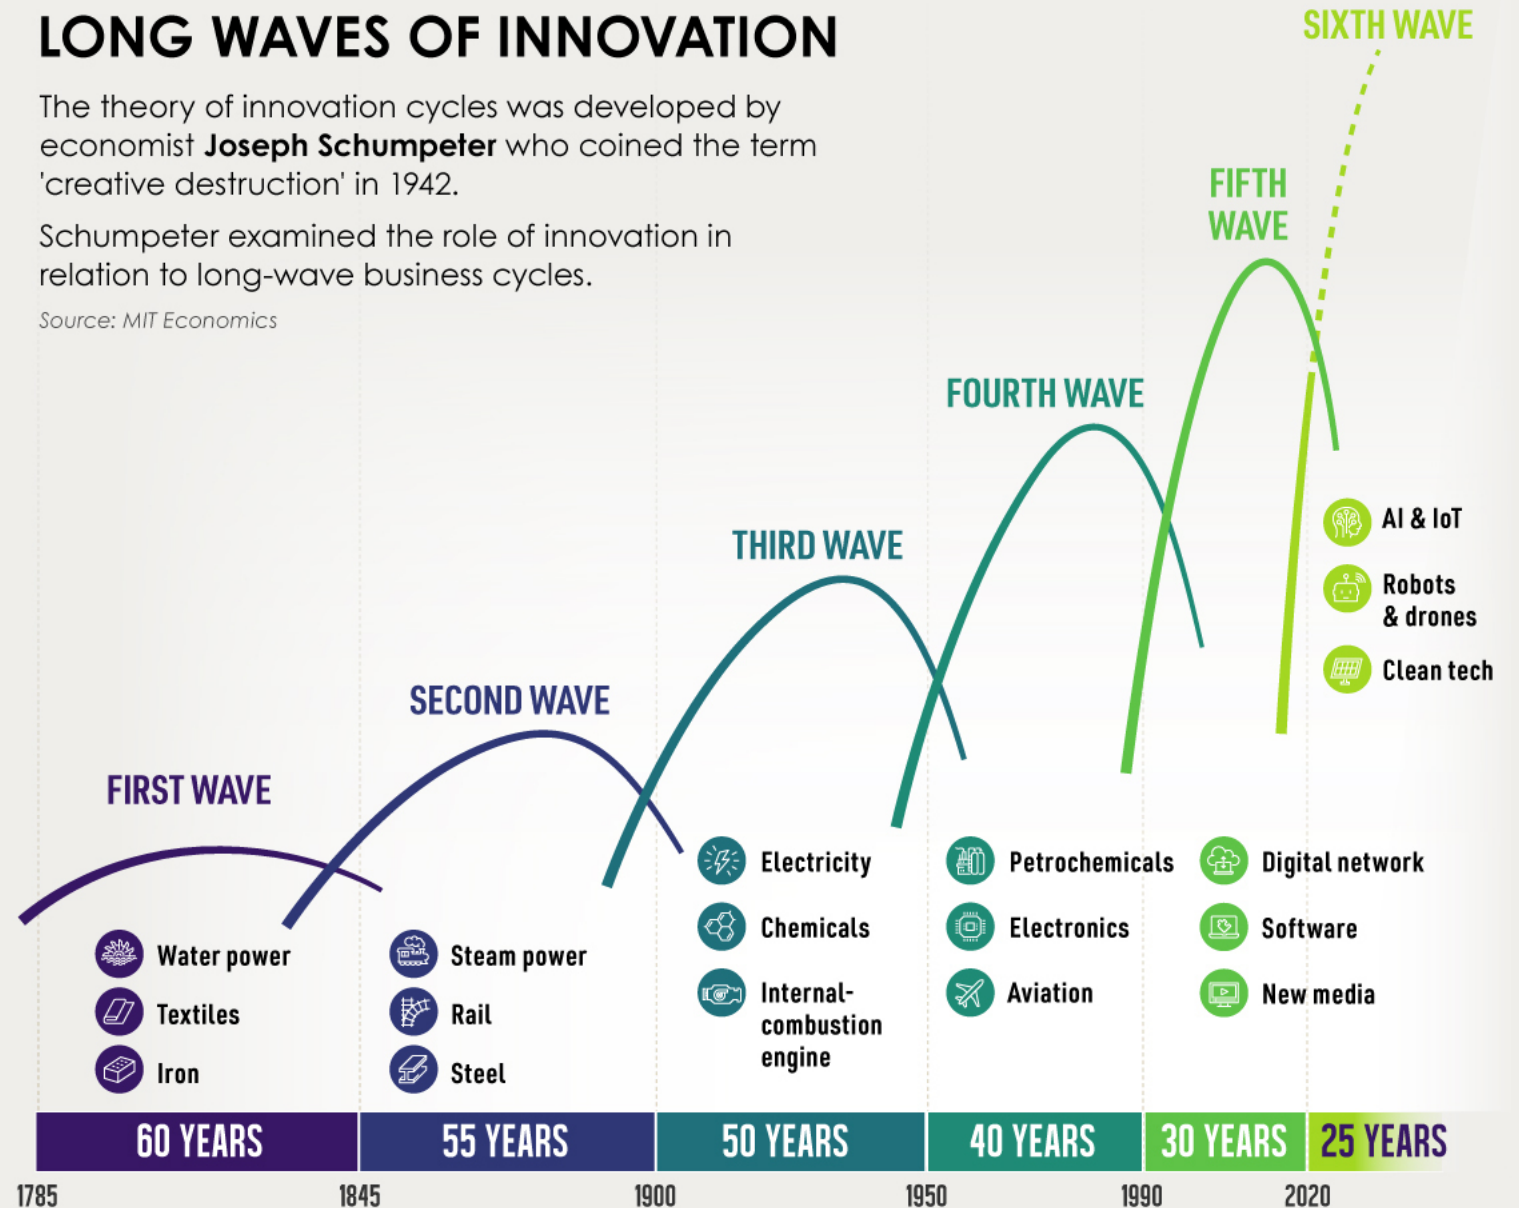 LONG WAVES OF INNOVATION
The theory of innovation cycles was developed by
economist Joseph Schumpeter who coined the term
'creative destruction' in 1942.
Schumpeter examined the role of innovation in
relation to long-wave business cycles.
Source: MIT Economics
FIRST WAVE
Water power
Textiles
Iron
SECOND WAVE
Steam power
Rail
Steel
THIRD WAVE
Electricity
Chemicals
Internal-
combustion
engine
FOURTH WAVE
Petrochemicals
Electronics
Aviation
FIFTH
WAVE
Digital network
Software
New media
SIXTH WAVE
AI & IoT
Robots
& drones
Clean tech
60 YEARS
55 YEARS
50 YEARS
40 YEARS
30 YEARS
25 YEARS
1785
1845
1900
1950
1990
2020